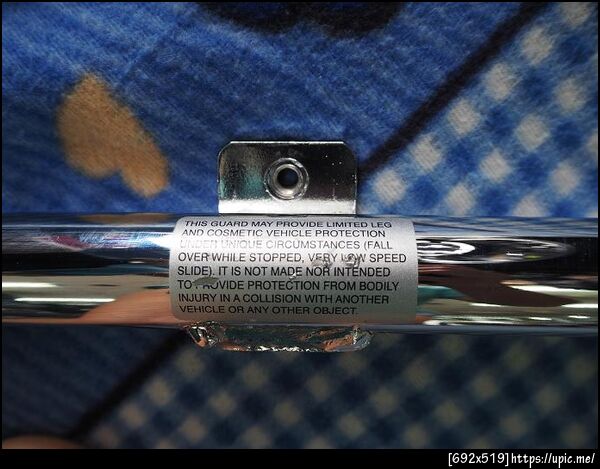 THIS GUARD MAY PROVIDE LIMITED LEG
AND COSMETIC VEHICLE PROTECTION
UNDER UNIQUE CIRCUMSTANCES (FALL
OVER WHILE STOPPED, VERY LOW SPEED
SLIDE). IT IS NOT MADE NOR INTENDED
TO PROVIDE PROTECTION FROM BODILY
INJURY IN A COLLISION WITH ANOTHER
VEHICLE OR ANY OTHER OBJECT.
[692x519]https://upic.me/